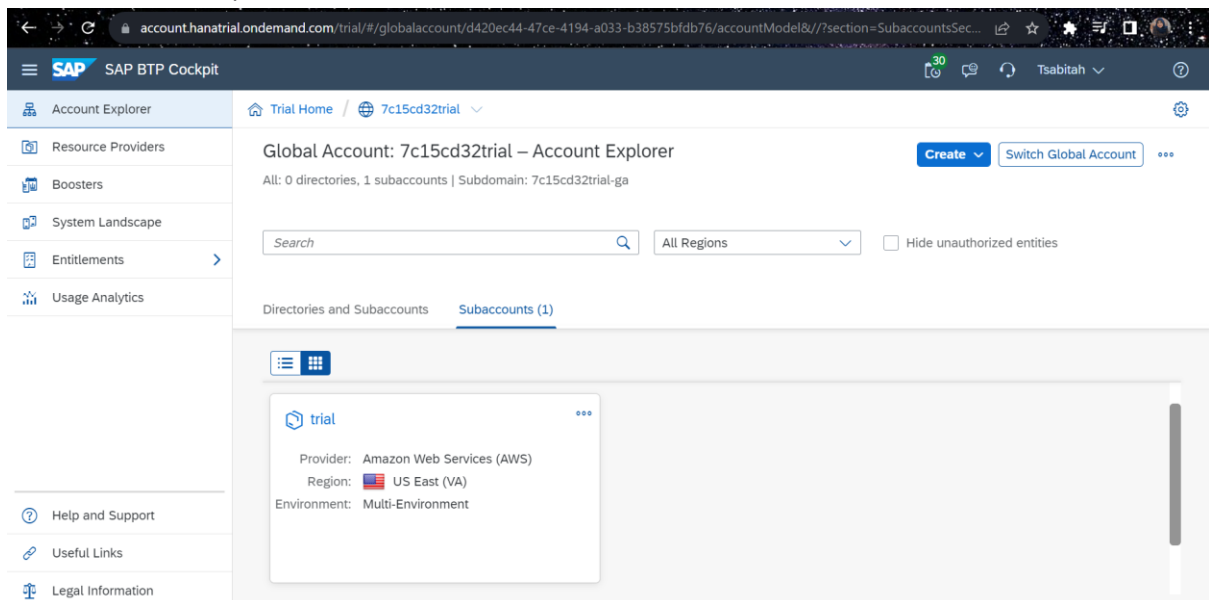 account.hanatrial.ondemand.com/trial/#/globalaccount/d420ec44-47ce-4194-a033-b38575bfdb76/accountModel&//?section=SubaccountsSec...
SAP SAP BTP Cockpit 30 Tsabitah
Account Explorer
Resource Providers
Boosters
System Landscape
Entitlements
Usage Analytics
Help and Support
Useful Links
Legal Information
Trial Home / 7c15cd32trial
Global Account: 7c15cd32trial – Account Explorer
Create
Switch Global Account
All: 0 directories, 1 subaccounts | Subdomain: 7c15cd32trial-ga
Search
All Regions
Hide unauthorized entities
Directories and Subaccounts
Subaccounts (1)
trial
Provider: Amazon Web Services (AWS)
Region: US East (VA)
Environment: Multi-Environment